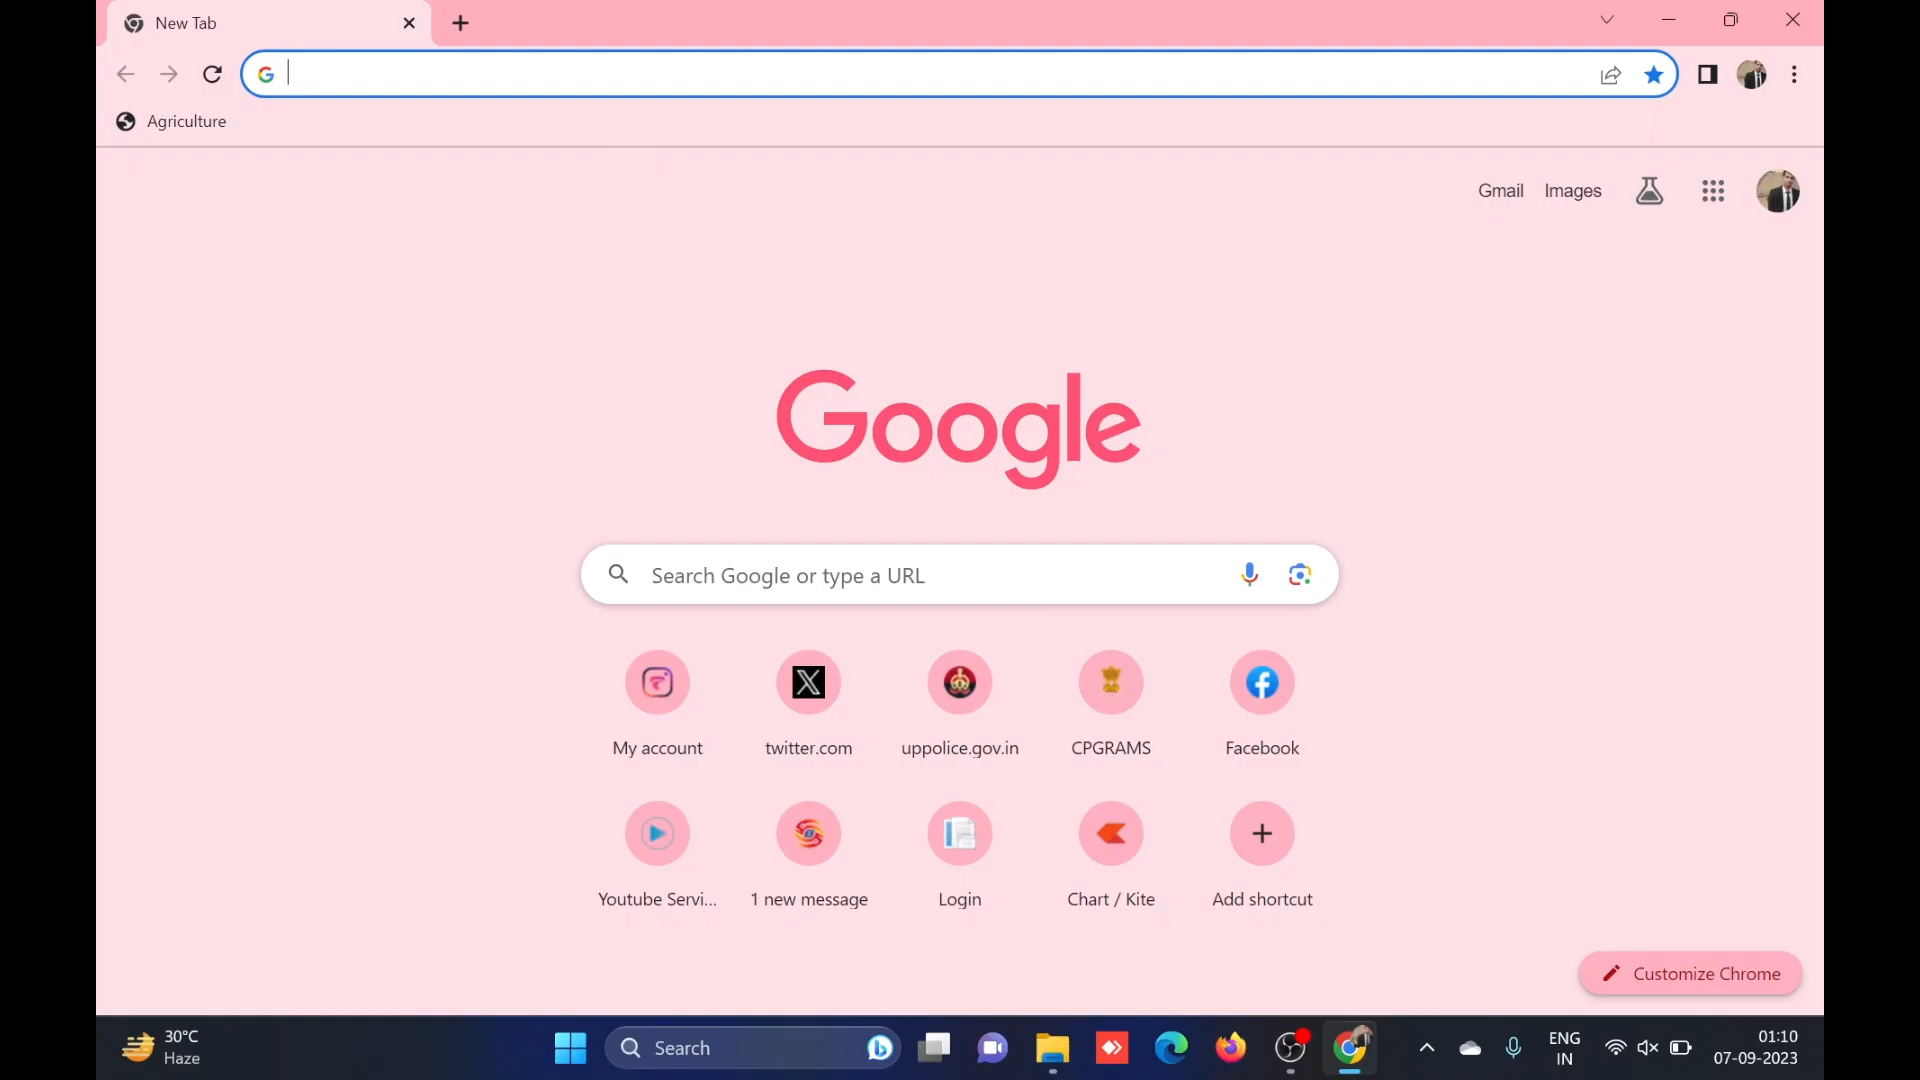 New Tab
Agriculture
Gmail Images
Google
Search Google or type a URL
My account twitter.com uppolice.gov.in CPGRAMS Facebook
Youtube Servi... 1 new message Login Chart / Kite Add shortcut
Customize Chrome
30°C
Haze
Search
ENG
IN
01:10
07-09-2023